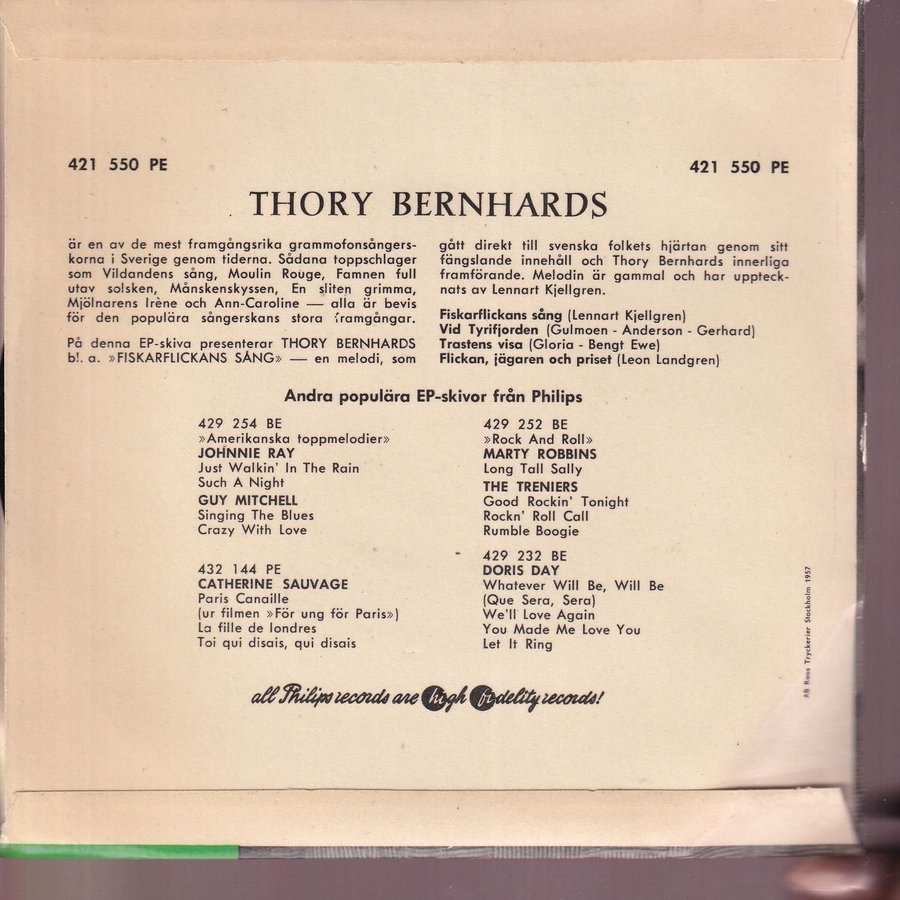 421 550 PE
421 550 PE
THORY BERNHARDS
är en av de mest framgångsrika grammofonsångers-
korna i Sverige genom tiderna. Sådana toppschlager
som Vildandens sång, Moulin Rouge, Famnen full
utav solsken, Månskenskyssen, En sliten grimma,
Mjölnarens Irène och Ann-Caroline — alla är bevis
för den populära sångerskans stora framgångar.
På denna EP-skiva presenterar THORY BERNHARDS
bl. a. »FISKARFLICKANS SÅNG» — en melodi, som
gått direkt till svenska folkets hjärtan genom sitt
fängslande innehåll och Thory Bernhards innerliga
framförande. Melodin är gammal och har uppteck-
nats av Lennart Kjellgren.
Fiskarflickans sång (Lennart Kjellgren)
Vid Tyrifjorden (Gulmoen - Anderson - Gerhard)
Trastens visa (Gloria - Bengt Ewe)
Flickan, jägaren och priset (Leon Landgren)
Andra populära EP-skivor från Philips
429 254 BE
»Amerikanska toppmelodier»
JOHNNIE RAY
Just Walkin' In The Rain
Such A Night
GUY MITCHELL
Singing The Blues
Crazy With Love
432 144 PE
CATHERINE SAUVAGE
Paris Canaille
(ur filmen »För ung för Paris»)
La fille de londres
Toi qui disais, qui disais
429 252 BE
»Rock And Roll»
MARTY ROBBINS
Long Tall Sally
THE TRENIERS
Good Rockin' Tonight
Rockn' Roll Call
Rumble Boogie
429 232 BE
DORIS DAY
Whatever Will Be, Will Be
(Que Sera, Sera)
We'll Love Again
You Made Me Love You
Let It Ring
all Philips records are high fidelity records!
AB Roos Tryckerier Stockholm 1957